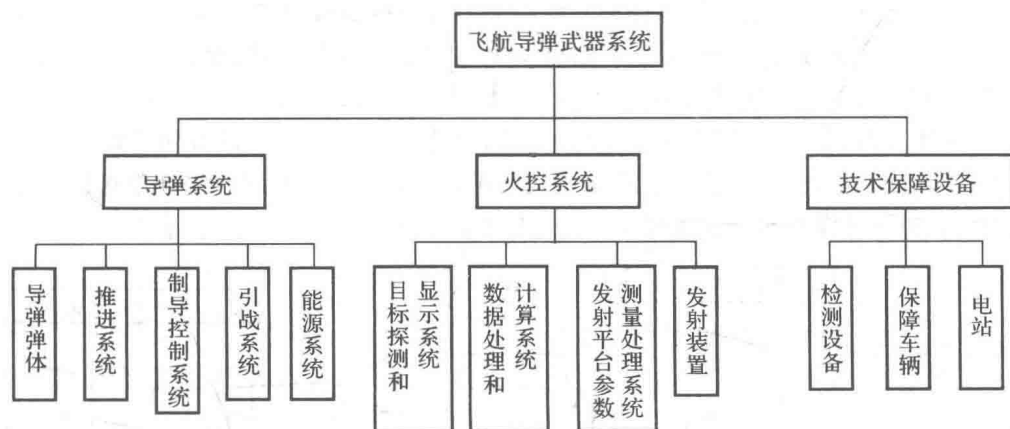 飞航导弹武器系统
导弹系统
火控系统
技术保障设备
导弹弹体
推进系统
制导控制系统
引战系统
能源系统
目标探测和
显示系统
数据处理和
计算系统
发射平台参数
测量处理系统
发射装置
检测设备
保障车辆
电站